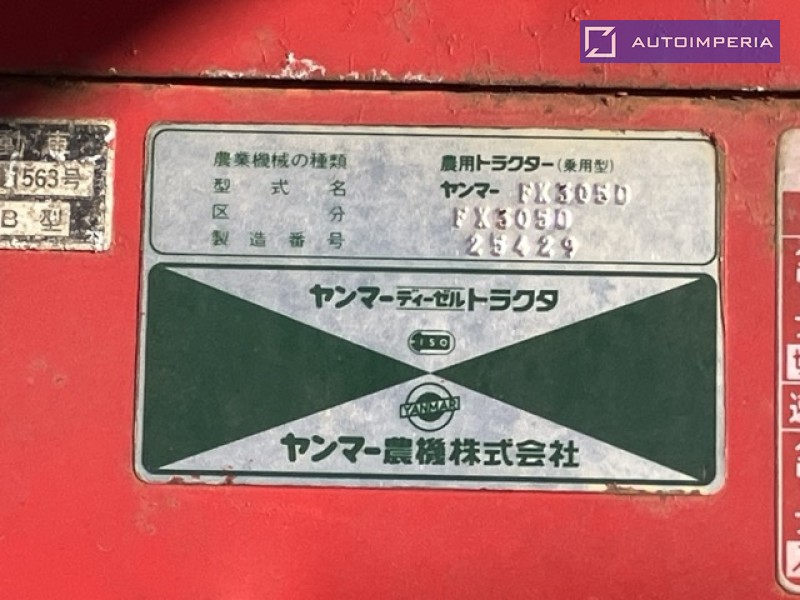 AUTOIMPERIA
農業機械の種類 農用トラクター(乗用型)
型式名 ヤンマー FX305D
区分 FX305D
製造番号 25429
ヤンマーディーゼルトラクタ
ISO
YANMAR
ヤンマー農機株式会社
1563号
B 型